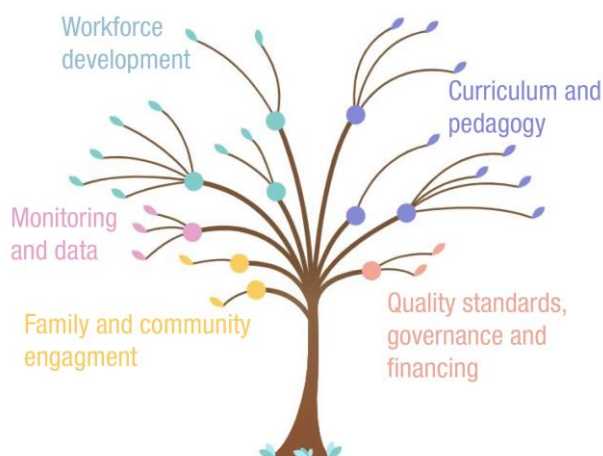 Workforce
development
Curriculum and
pedagogy
Monitoring
and data
Family and community
engagment
Quality standards,
governance and
financing